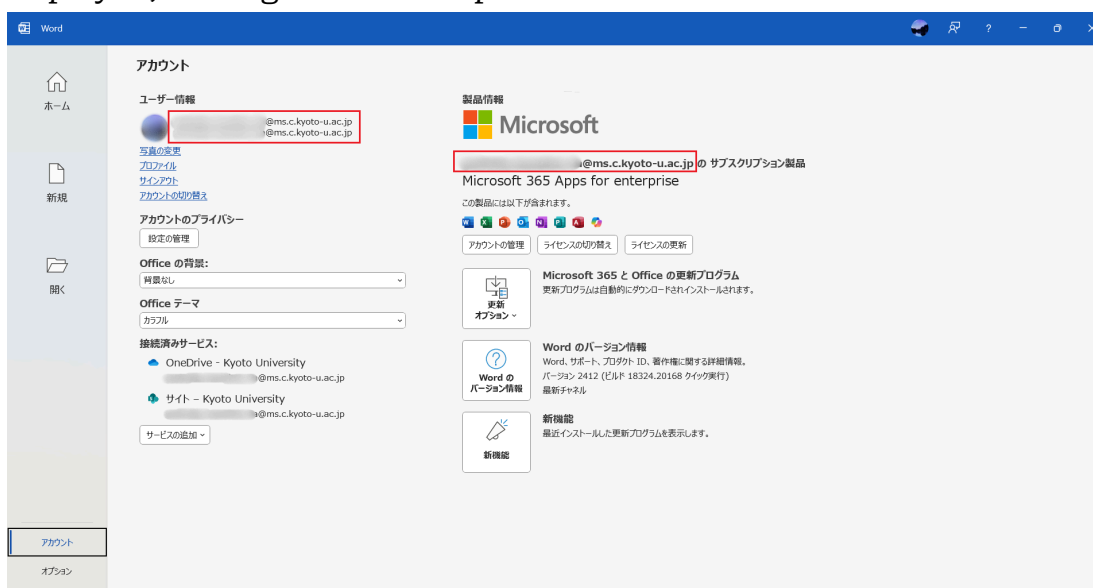 Word
?
ホーム
新規
開く
アカウント
オプション
アカウント
ユーザー情報
@ms.c.kyoto-u.ac.jp
@ms.c.kyoto-u.ac.jp
写真の変更
プロファイル
サインアウト
アカウントの切り替え
アカウントのプライバシー
設定の管理
Office の背景:
背景なし
Office テーマ
カラフル
接続済みサービス:
OneDrive - Kyoto University
@ms.c.kyoto-u.ac.jp
サイト – Kyoto University
@ms.c.kyoto-u.ac.jp
サービスの追加
製品情報
Microsoft
@ms.c.kyoto-u.ac.jp の サブスクリプション製品
Microsoft 365 Apps for enterprise
この製品には以下が含まれます。
アカウントの管理
ライセンスの切り替え
ライセンスの更新
更新
オプション
Microsoft 365 と Office の更新プログラム
更新プログラムは自動的にダウンロードされインストールされます。
Word の
バージョン情報
Word のバージョン情報
Word、サポート、プロダクト ID、著作権に関する詳細情報。
バージョン 2412 (ビルド 18324.20168 クイック実行)
最新チャネル
新機能
新機能
最近インストールした更新プログラムを表示します。